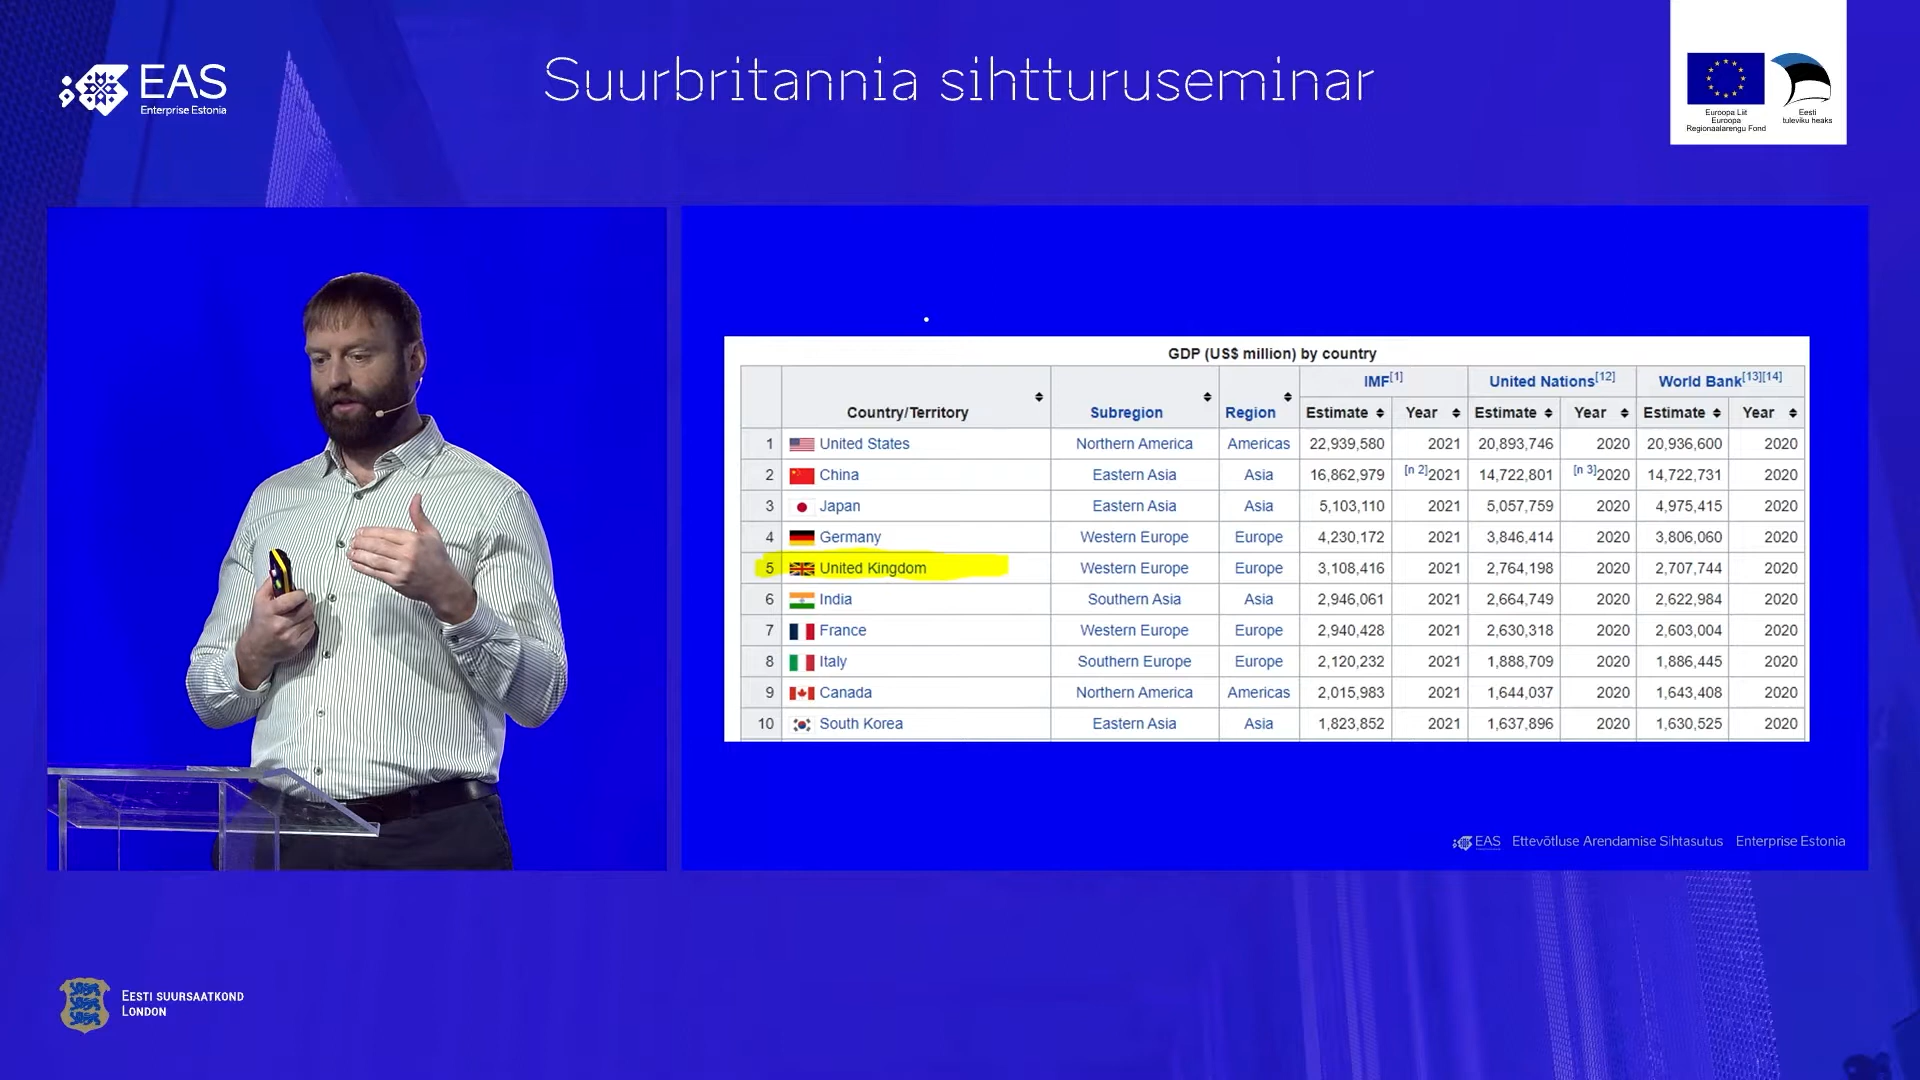 EAS
Enterprise Estonia
Suurbritannia sihtturuseminar
Euroopa Liit
Euroopa
Regionaalarengu Fond
Eesti
tuleviku heaks
GDP (US$ million) by country
Country/Territory Subregion Region IMF[1] United Nations[12] World Bank[13][14]
Estimate Year Estimate Year Estimate Year
1 United States Northern America Americas 22,939,580 2021 20,893,746 2020 20,936,600 2020
2 China Eastern Asia Asia 16,862,979 [n 2]2021 14,722,801 [n 3]2020 14,722,731 2020
3 Japan Eastern Asia Asia 5,103,110 2021 5,057,759 2020 4,975,415 2020
4 Germany Western Europe Europe 4,230,172 2021 3,846,414 2020 3,806,060 2020
5 United Kingdom Western Europe Europe 3,108,416 2021 2,764,198 2020 2,707,744 2020
6 India Southern Asia Asia 2,946,061 2021 2,664,749 2020 2,622,984 2020
7 France Western Europe Europe 2,940,428 2021 2,630,318 2020 2,603,004 2020
8 Italy Southern Europe Europe 2,120,232 2021 1,888,709 2020 1,886,445 2020
9 Canada Northern America Americas 2,015,983 2021 1,644,037 2020 1,643,408 2020
10 South Korea Eastern Asia Asia 1,823,852 2021 1,637,896 2020 1,630,525 2020
EAS Ettevõtluse Arendamise Sihtasutus Enterprise Estonia
EESTI SUURSAATKOND
LONDON